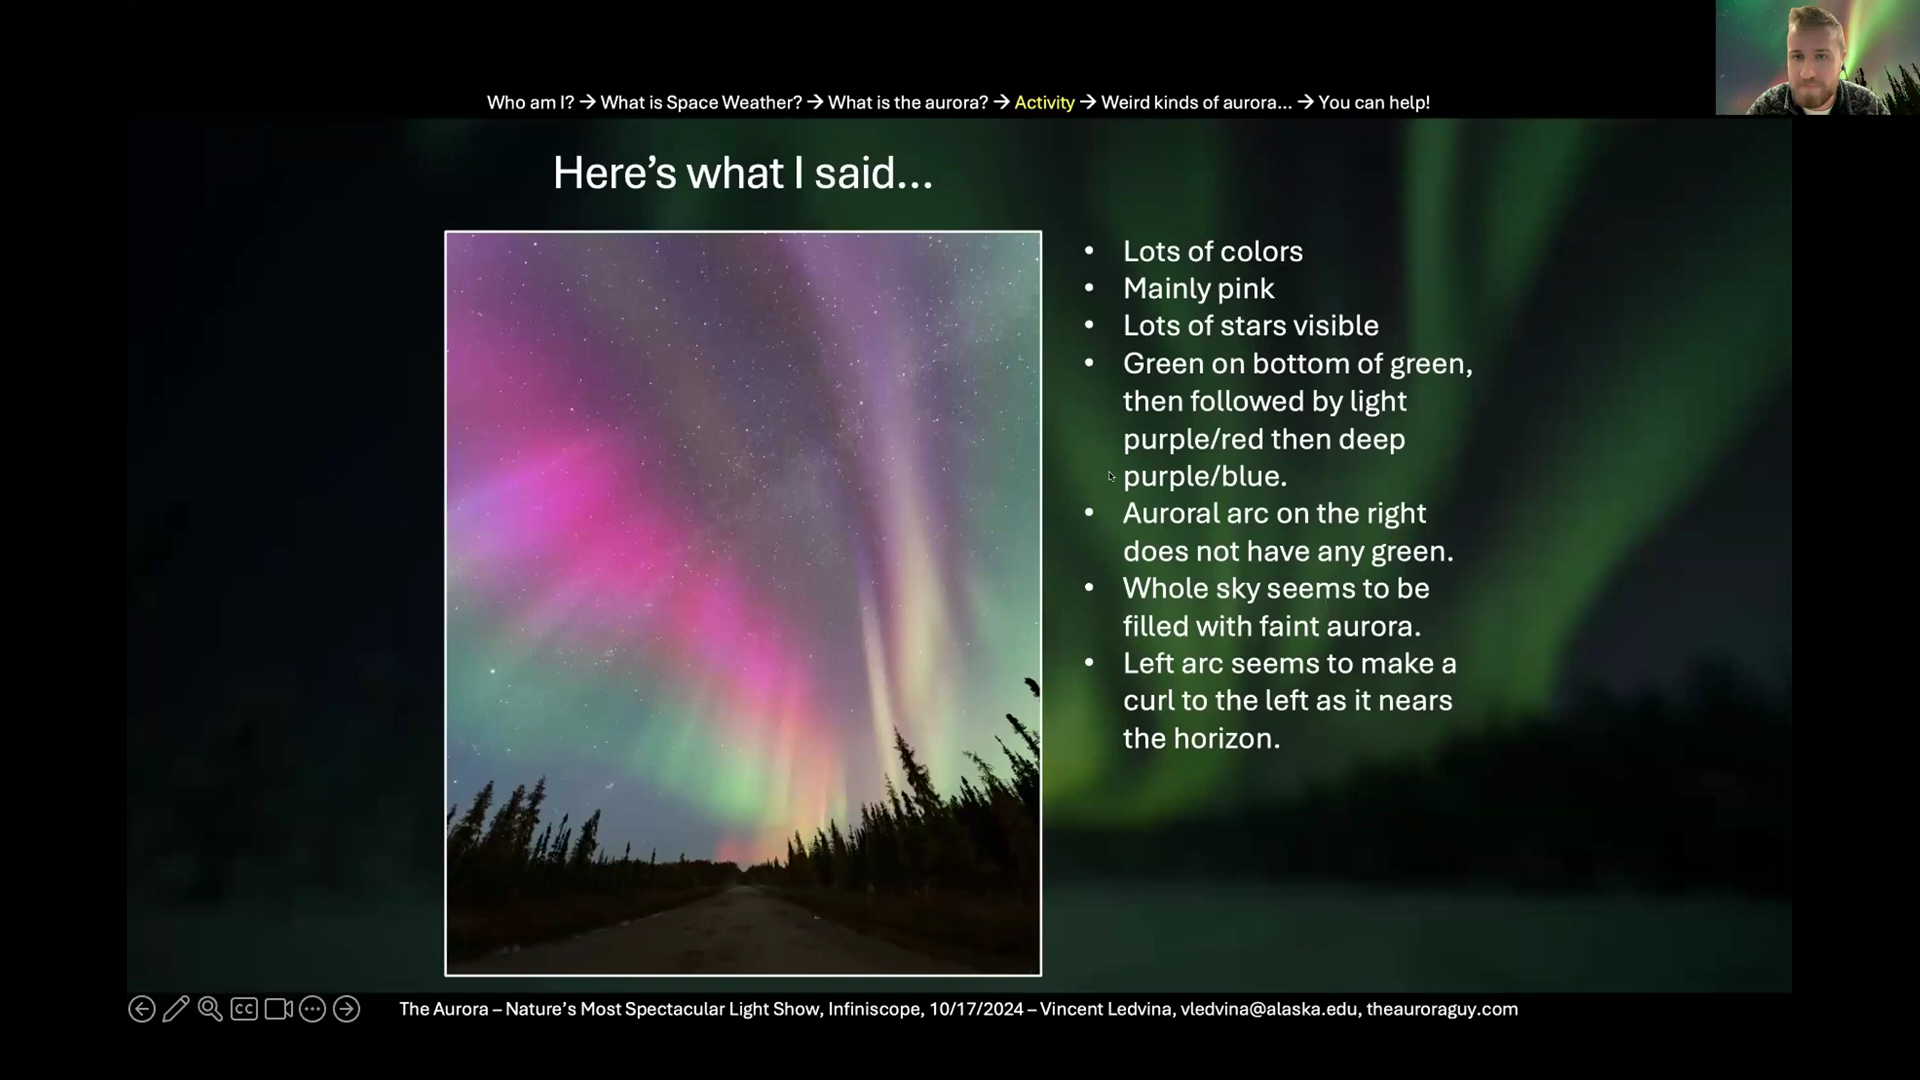 Who am I? → What is Space Weather? → What is the aurora? → Activity → Weird kinds of aurora... → You can help!
Here's what I said...
• Lots of colors
• Mainly pink
• Lots of stars visible
• Green on bottom of green,
then followed by light
purple/red then deep
purple/blue.
• Auroral arc on the right
does not have any green.
• Whole sky seems to be
filled with faint aurora.
• Left arc seems to make a
curl to the left as it nears
the horizon.
CC
The Aurora – Nature's Most Spectacular Light Show, Infiniscope, 10/17/2024 – Vincent Ledvina, vledvina@alaska.edu, theauroraguy.com